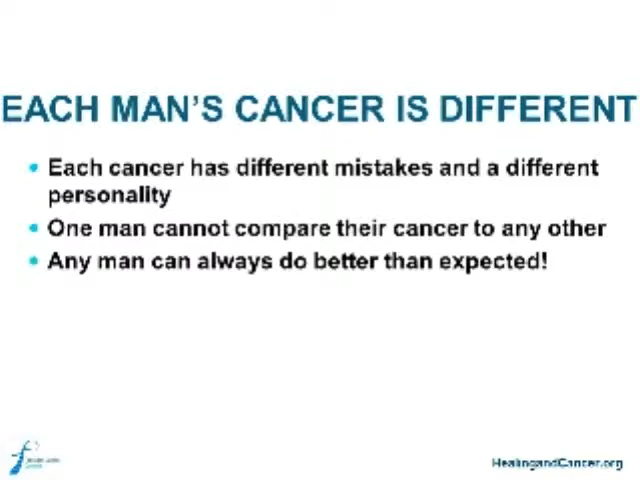 EACH MAN'S CANCER IS DIFFERENT
Each cancer has different mistakes and a different
personality
One man cannot compare their cancer to any other
Any man can always do better than expected!
HealingandCancer.org